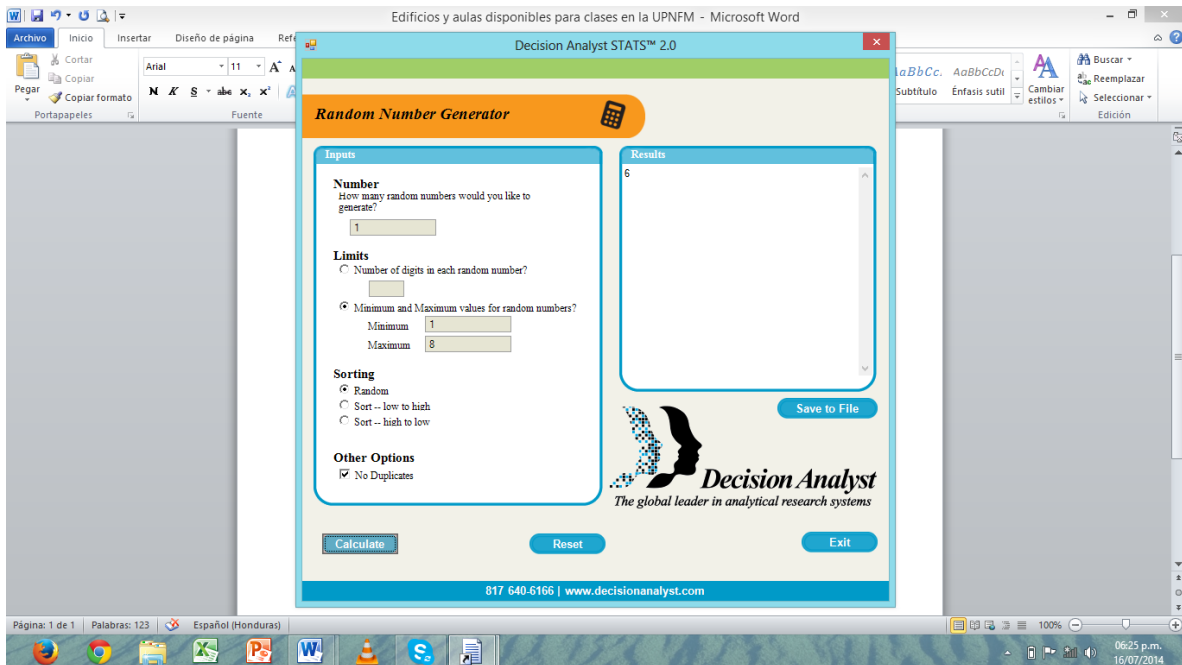 Edificios y aulas disponibles para clases en la UPNFM - Microsoft Word
Archivo Inicio Insertar Diseño de página Refe
Pegar
Cortar
Copiar
Copiar formato
Portapapeles
Arial 11 A A
N K S abe x₂ x²
Fuente
aBbCc. AaBbCcDc
Subtítulo Énfasis sutil
Cambiar
estilos
Buscar
Reemplazar
Seleccionar
Edición
Decision Analyst STATS™ 2.0
Random Number Generator
Inputs
Number
How many random numbers would you like to
generate?
1
Limits
Number of digits in each random number?
Minimum and Maximum values for random numbers?
Minimum 1
Maximum 8
Sorting
Random
Sort -- low to high
Sort -- high to low
Other Options
No Duplicates
Results
6
Save to File
Decision Analyst
The global leader in analytical research systems
Calculate Reset Exit
817 640-6166 | www.decisionanalyst.com
Página: 1 de 1 Palabras: 123 Español (Honduras) 100%
06:25 p.m.
16/07/2014